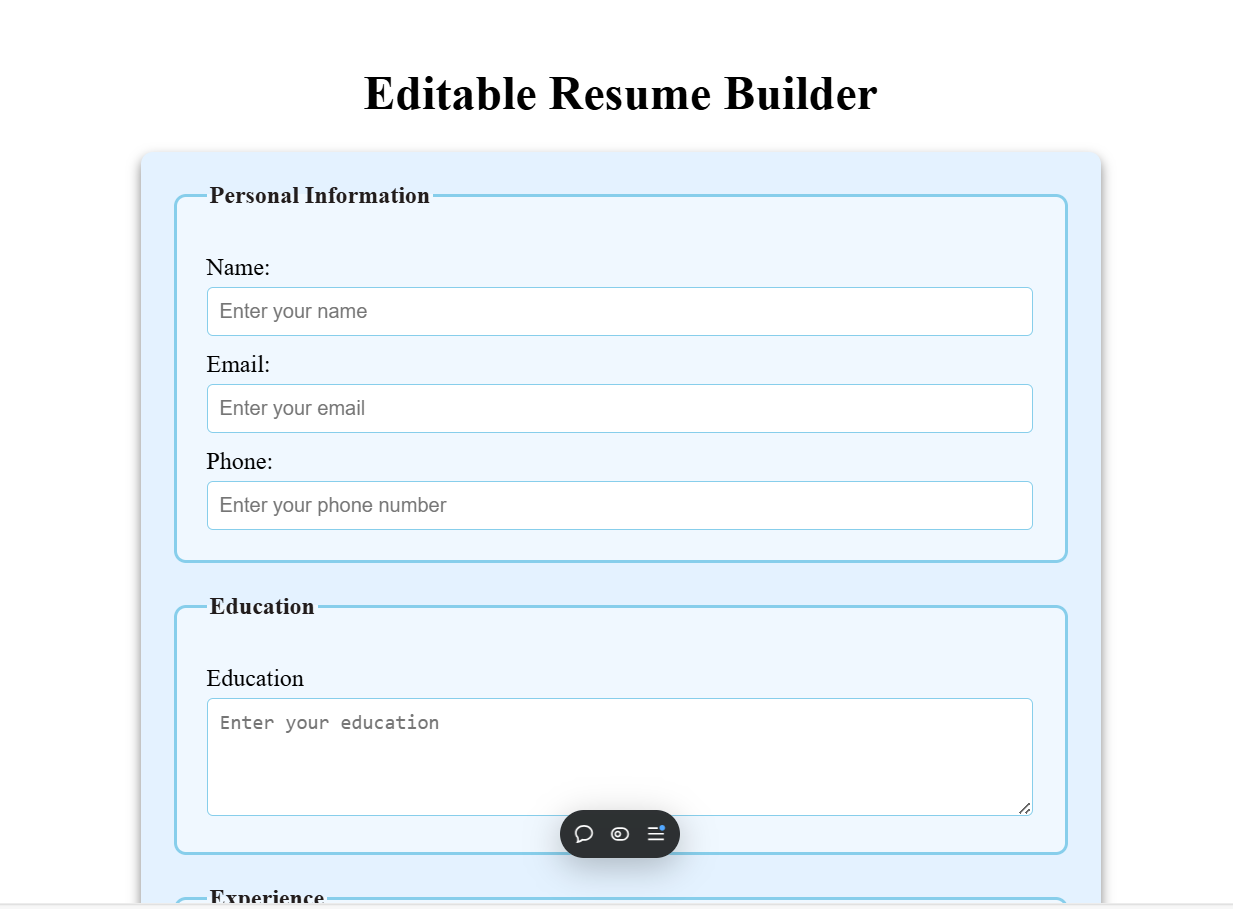 Editable Resume Builder
Personal Information
Name:
Enter your name
Email:
Enter your email
Phone:
Enter your phone number
Education
Education
Enter your education
Experience